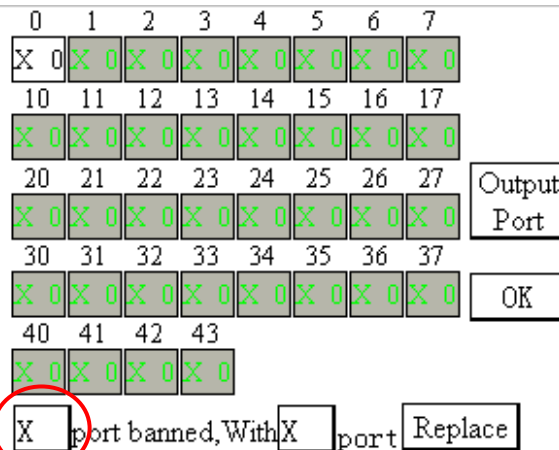 0 1 2 3 4 5 6 7
X 0 X 0 X 0 X 0 X 0 X 0 X 0 X 0
10 11 12 13 14 15 16 17
X 0 X 0 X 0 X 0 X 0 X 0 X 0 X 0
20 21 22 23 24 25 26 27
X 0 X 0 X 0 X 0 X 0 X 0 X 0 X 0
Output
Port
30 31 32 33 34 35 36 37
X 0 X 0 X 0 X 0 X 0 X 0 X 0 X 0
OK
40 41 42 43
X 0 X 0 X 0 X 0
X port banned,With X port Replace